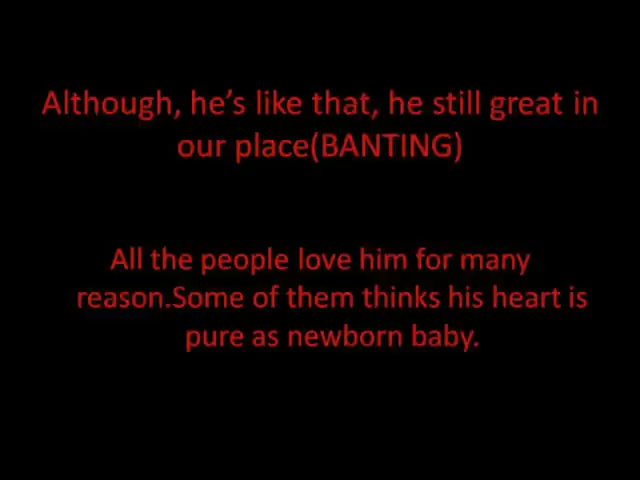 Although, he’s like that, he still great in
our place(BANTING)
All the people love him for many
reason.Some of them thinks his heart is
pure as newborn baby.